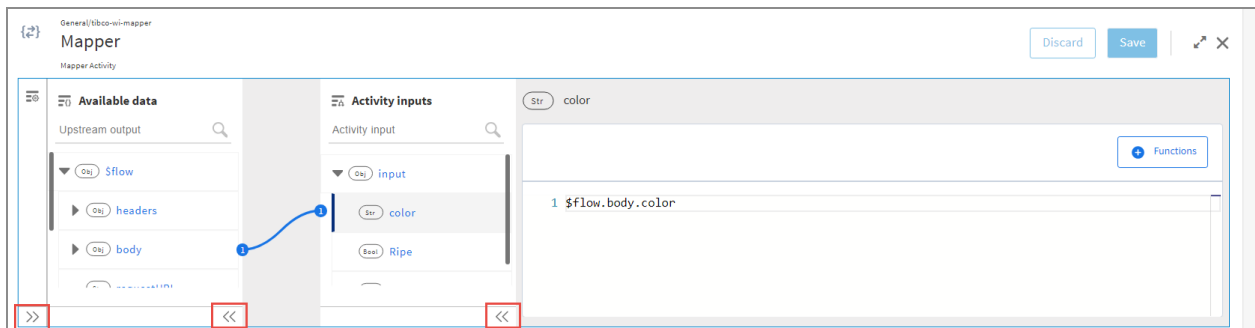 General/tibco-wi-mapper
Mapper
Mapper Activity
Discard
Save
Available data
Upstream output
Obj $flow
Obj headers
Obj body
Activity inputs
Activity input
Obj input
Str color
Bool Ripe
Str color
Functions
1 $flow.body.color
1
1